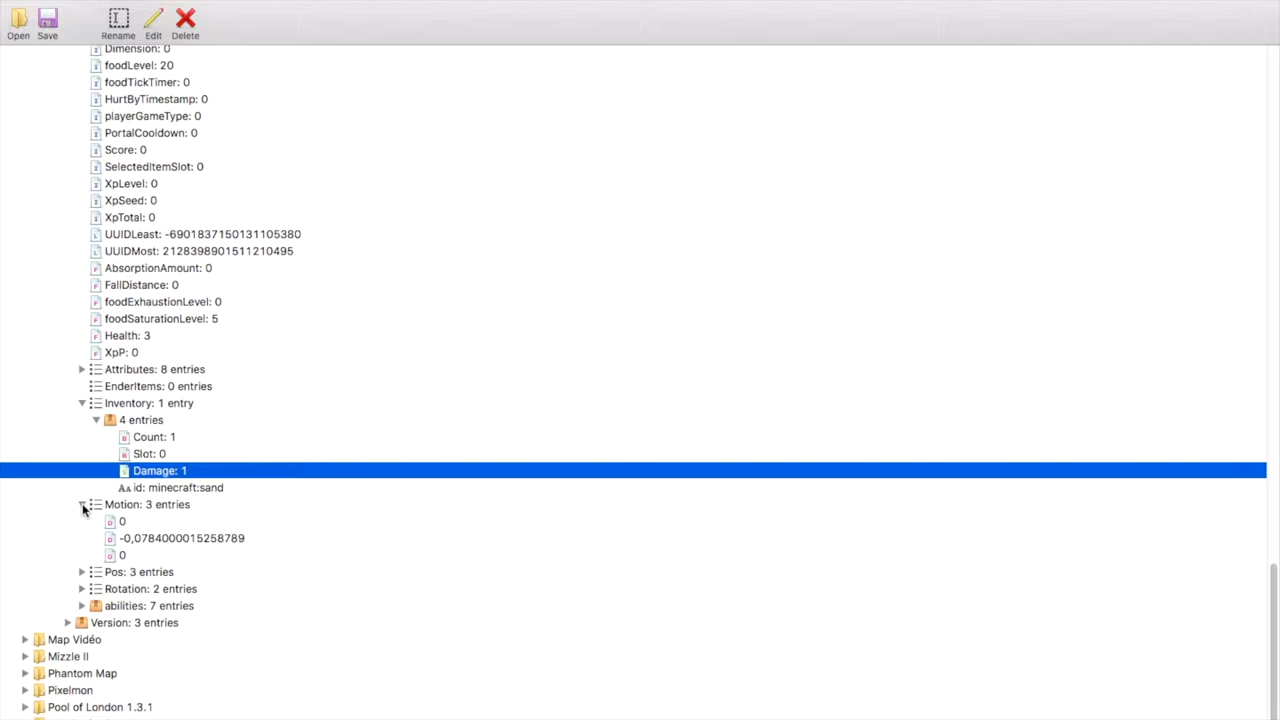 Open Save Rename Edit Delete
Dimension: 0
foodLevel: 20
foodTickTimer: 0
HurtByTimestamp: 0
playerGameType: 0
PortalCooldown: 0
Score: 0
SelectedItemSlot: 0
XpLevel: 0
XpSeed: 0
XpTotal: 0
UUIDLeast: -6901837150131105380
UUIDMost: 2128398901511210495
AbsorptionAmount: 0
FallDistance: 0
foodExhaustionLevel: 0
foodSaturationLevel: 5
Health: 3
XpP: 0
Attributes: 8 entries
EnderItems: 0 entries
Inventory: 1 entry
4 entries
Count: 1
Slot: 0
Damage: 1
id: minecraft:sand
Motion: 3 entries
0
-0,0784000015258789
0
Pos: 3 entries
Rotation: 2 entries
abilities: 7 entries
Version: 3 entries
Map Vidéo
Mizzle II
Phantom Map
Pixelmon
Pool of London 1.3.1